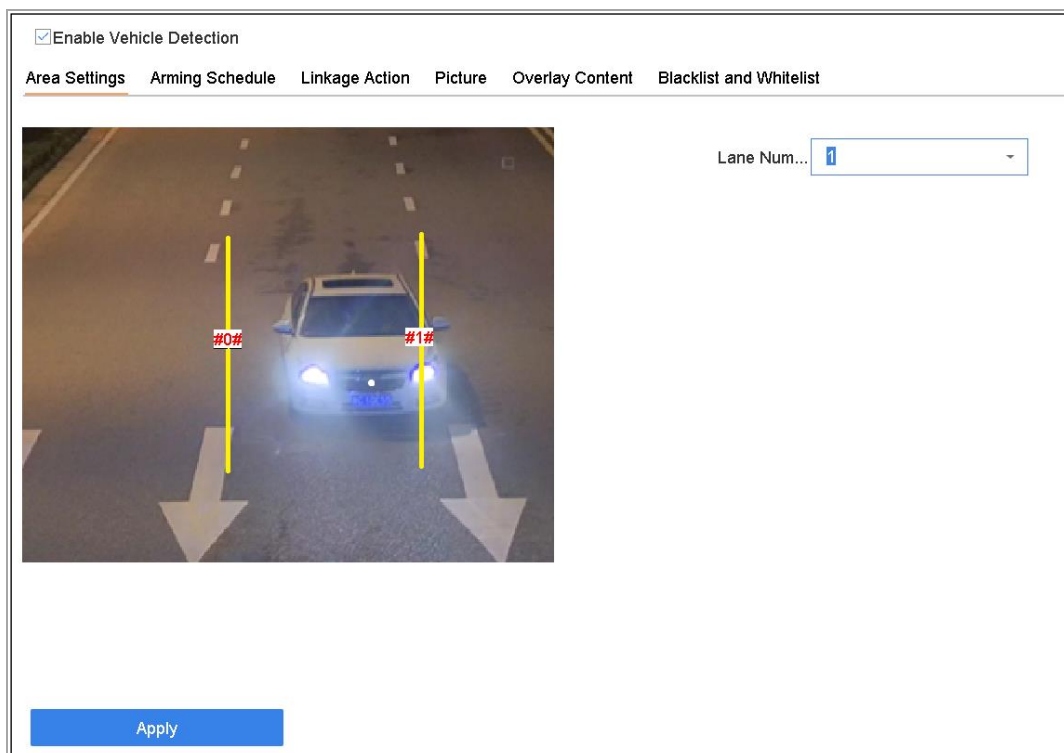 Enable Vehicle Detection
Area Settings Arming Schedule Linkage Action Picture Overlay Content Blacklist and Whitelist
Lane Num... 1
#0# #1#
Apply